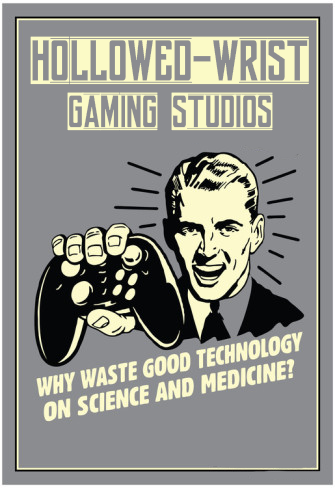 HOLLOWED-WRIST
GAMING STUDIOS
WHY WASTE GOOD TECHNOLOGY
ON SCIENCE AND MEDICINE?